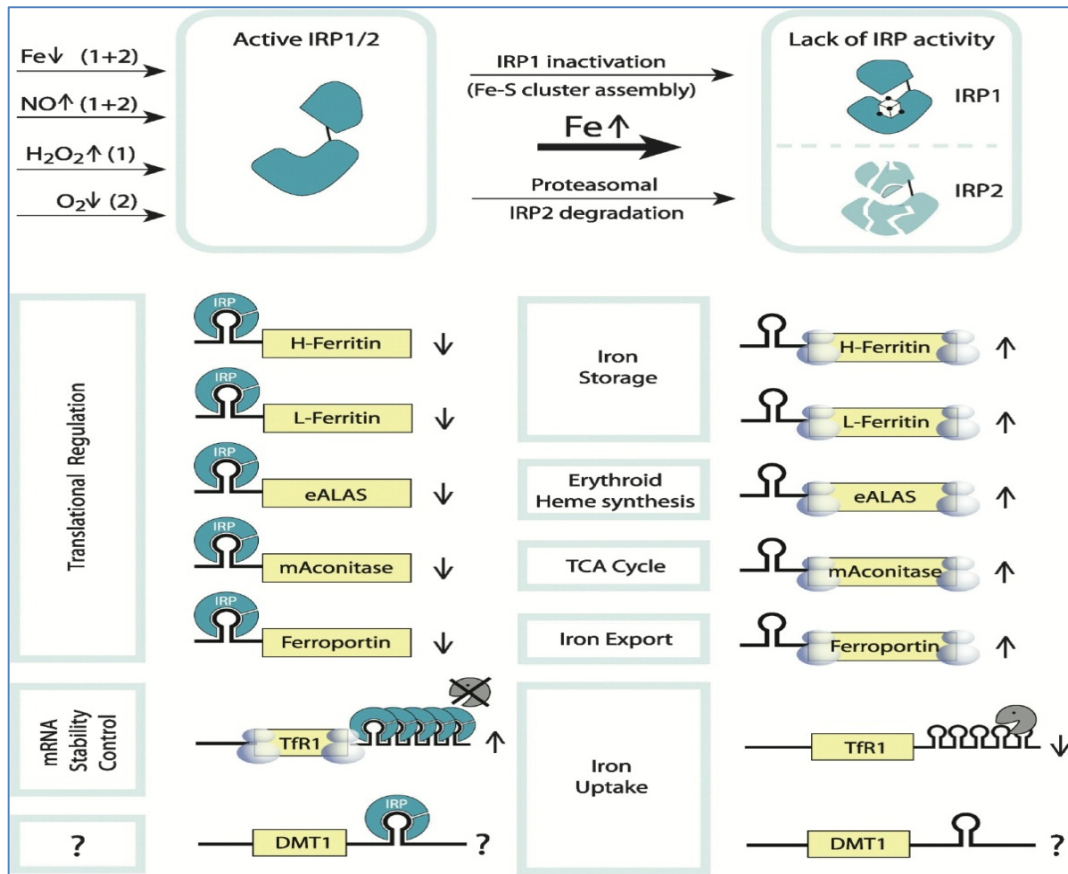 Fe↓ (1+2)
NO↑ (1+2)
H₂O₂↑ (1)
O₂↓ (2)
Active IRP1/2
IRP1 inactivation
(Fe-S cluster assembly)
Fe↑
Proteasomal
IRP2 degradation
Lack of IRP activity
IRP1
IRP2
Translational Regulation
IRP
H-Ferritin ↓
IRP
L-Ferritin ↓
IRP
eALAS ↓
IRP
mAconitase ↓
IRP
Ferroportin ↓
Iron
Storage
Erythroid
Heme synthesis
TCA Cycle
Iron Export
H-Ferritin ↑
L-Ferritin ↑
eALAS ↑
mAconitase ↑
Ferroportin ↑
mRNA
Stability
Control
TfR1 ↑
Iron
Uptake
TfR1 ↓
?
IRP
DMT1 ?
DMT1 ?